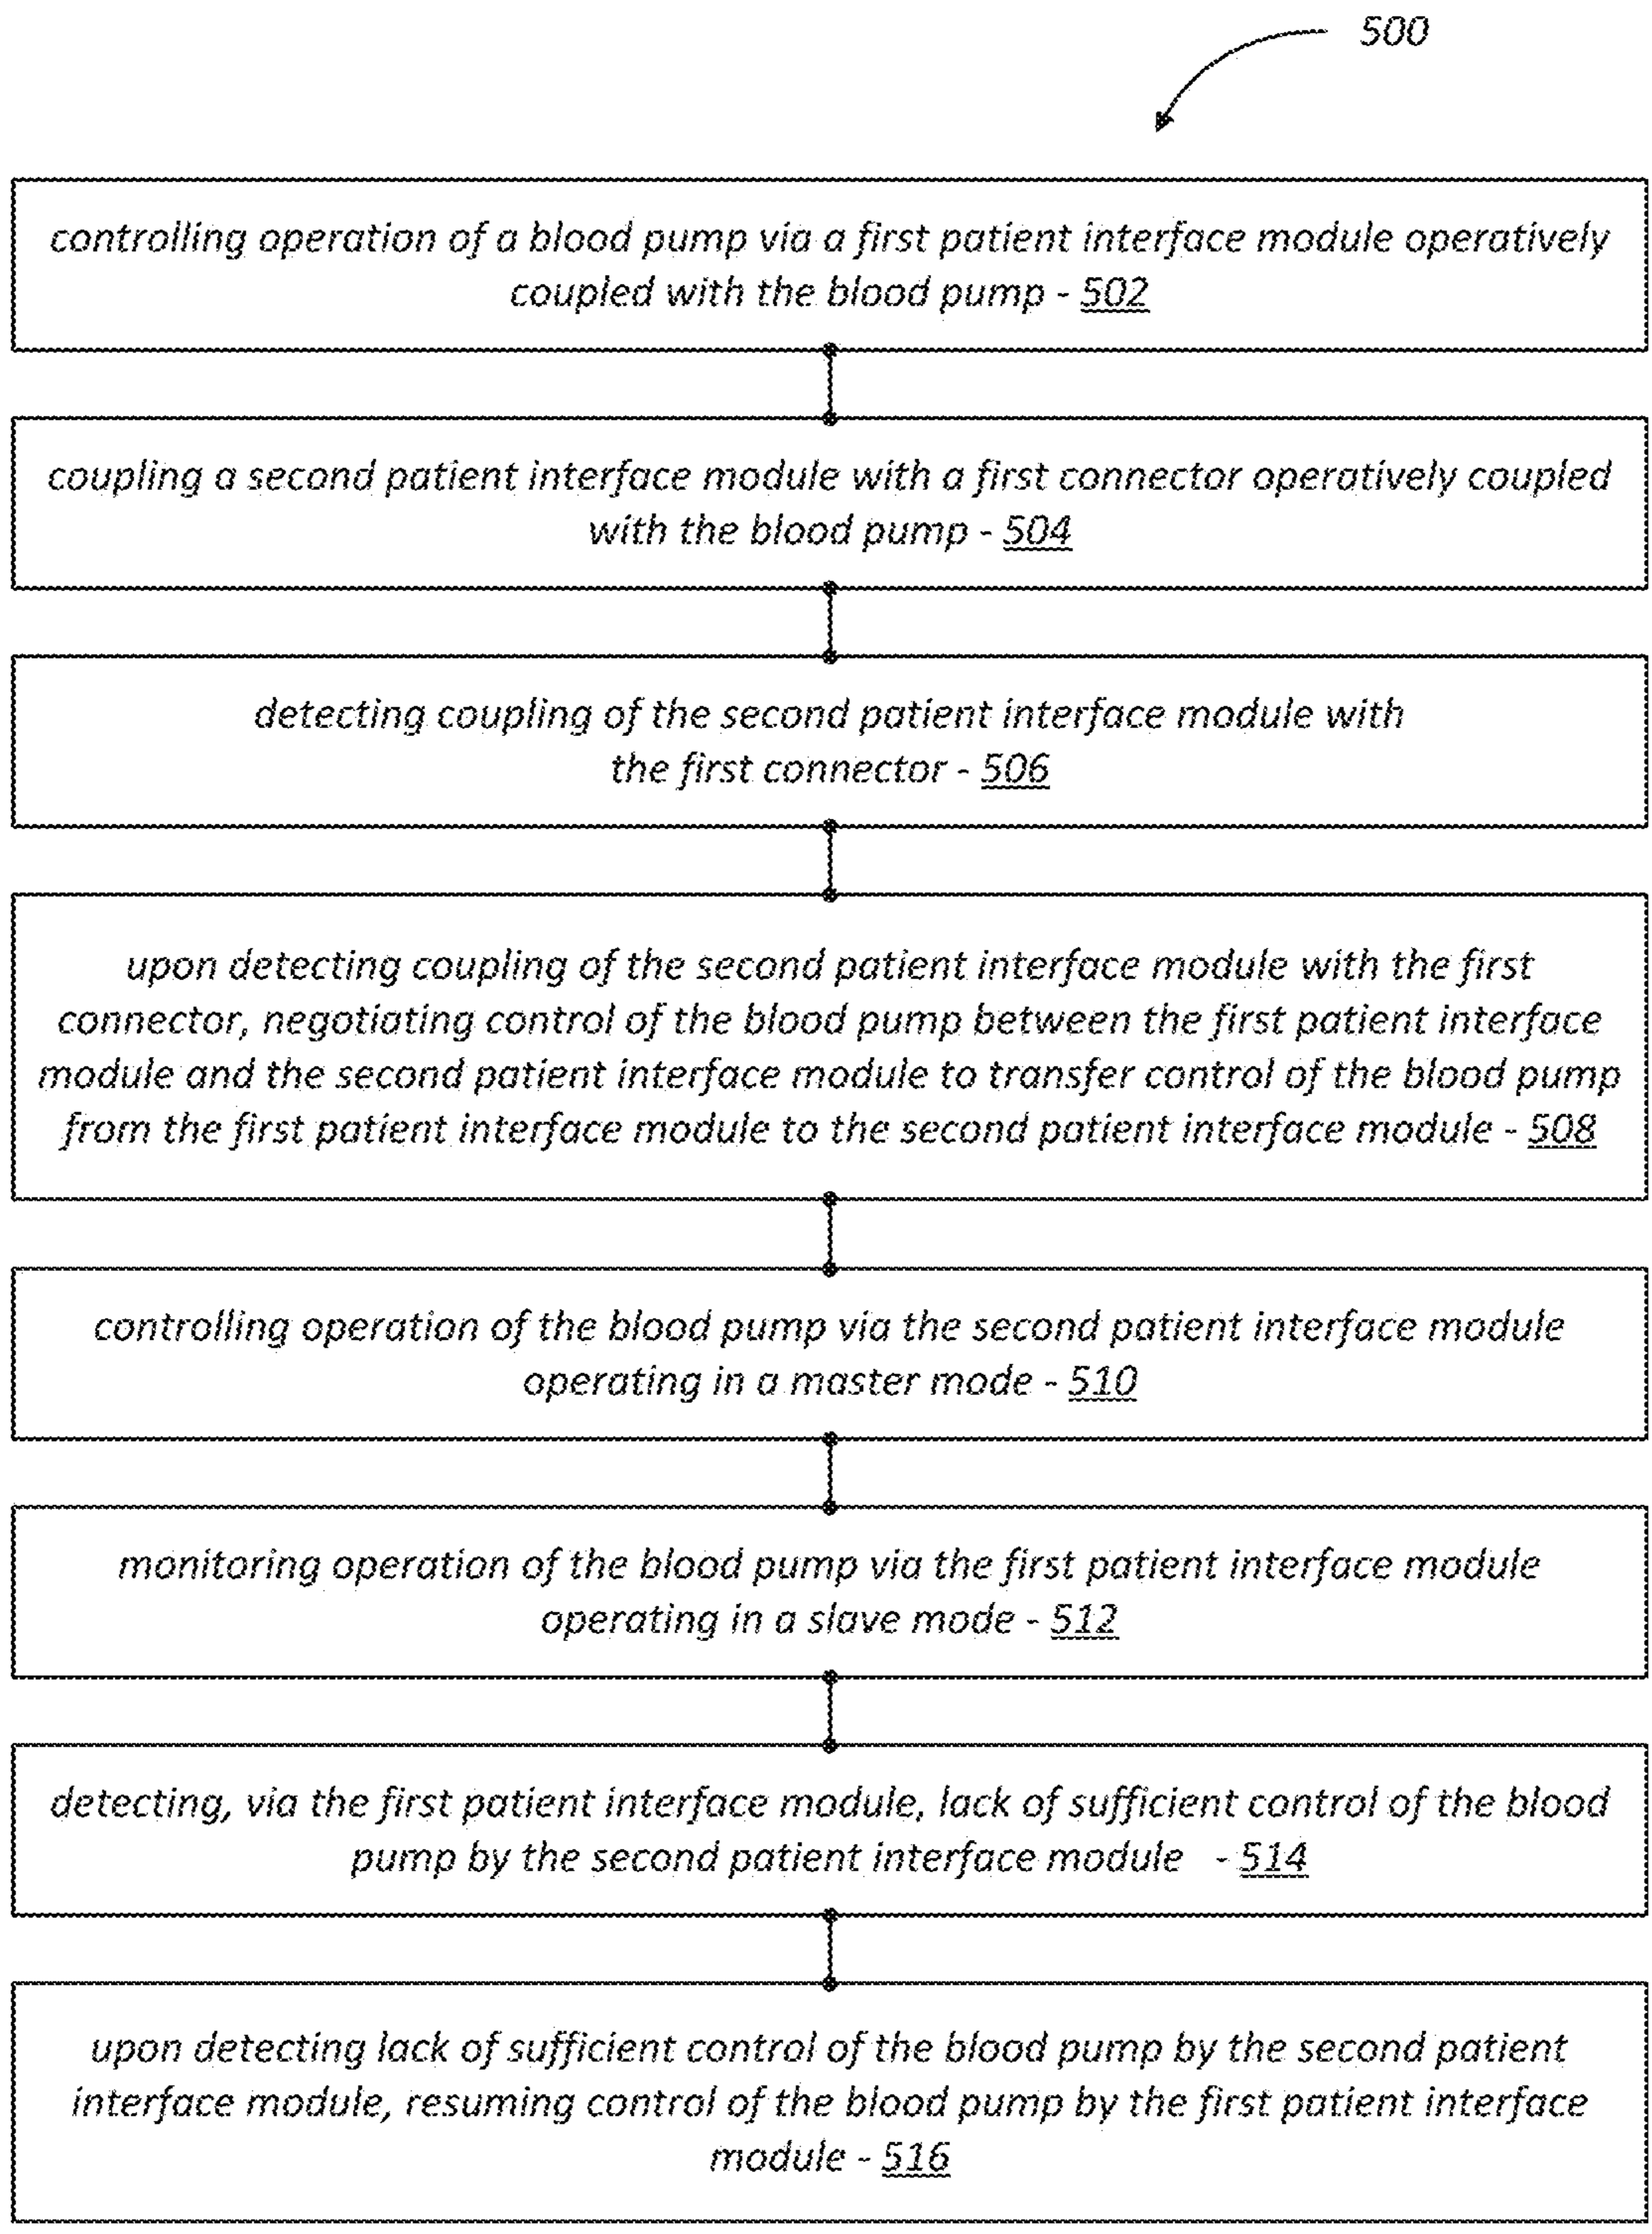 500
controlling operation of a blood pump via a first patient interface module operatively
coupled with the blood pump - 502
coupling a second patient interface module with a first connector operatively coupled
with the blood pump - 504
detecting coupling of the second patient interface module with
the first connector - 506
upon detecting coupling of the second patient interface module with the first
connector, negotiating control of the blood pump between the first patient interface
module and the second patient interface module to transfer control of the blood pump
from the first patient interface module to the second patient interface module - 508
controlling operation of the blood pump via the second patient interface module
operating in a master mode - 510
monitoring operation of the blood pump via the first patient interface module
operating in a slave mode - 512
detecting, via the first patient interface module, lack of sufficient control of the blood
pump by the second patient interface module - 514
upon detecting lack of sufficient control of the blood pump by the second patient
interface module, resuming control of the blood pump by the first patient interface
module - 516